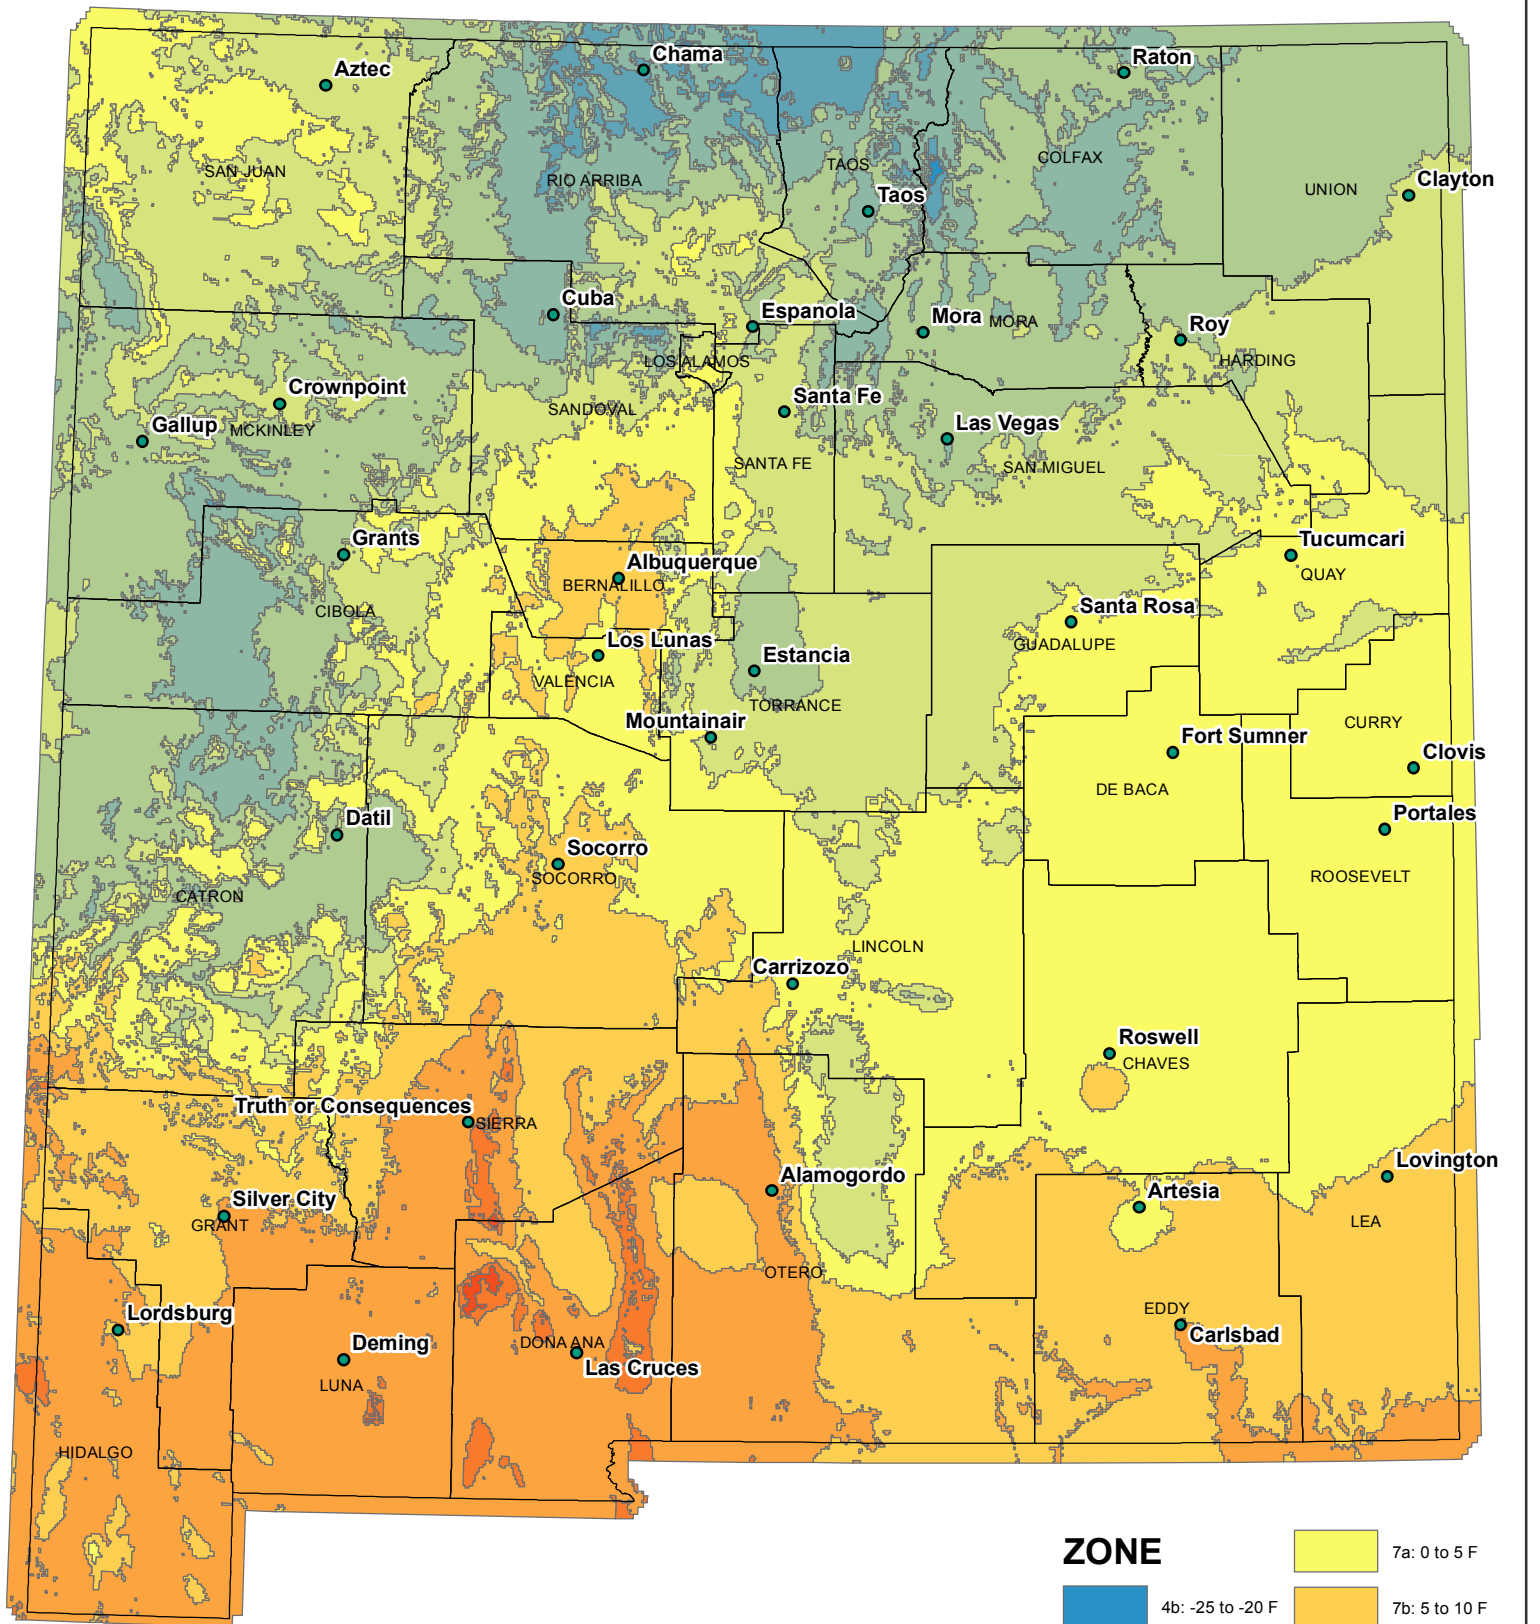 Chama
Raton
Aztec
COLFAX
TAOS
SAN JUAN
RIO ARRIBA
Clayton
UNION
Taos
Cuba
Espanola
Mora
MORA
Roy
HARDING
LOS ALAMOS
Crownpoint
Santa Fe
SANDOVAL
Gallup
MCKINLEY
Las Vegas
SANTA FE
SAN MIGUEL
Grants
Tucumcari
Albuquerque
QUAY
BERNALILLO
CIBOLA
Santa Rosa
Los Lunas
GUADALUPE
Estancia
VALENCIA
TORRANCE
Mountainair
CURRY
Fort Sumner
Clovis
DE BACA
Datil
Portales
Socorro
SOCORRO
ROOSEVELT
CATRON
LINCOLN
Carrizozo
Roswell
CHAVES
Truth or Consequences
SIERRA
Lovington
Alamogordo
Artesia
Silver City
GRANT
LEA
OTERO
EDDY
Lordsburg
Carlsbad
Deming
DONA ANA
Las Cruces
LUNA
HIDALGO
ZONE
7a: 0 to 5 F
4b: -25 to -20 F
7b: 5 to 10 F